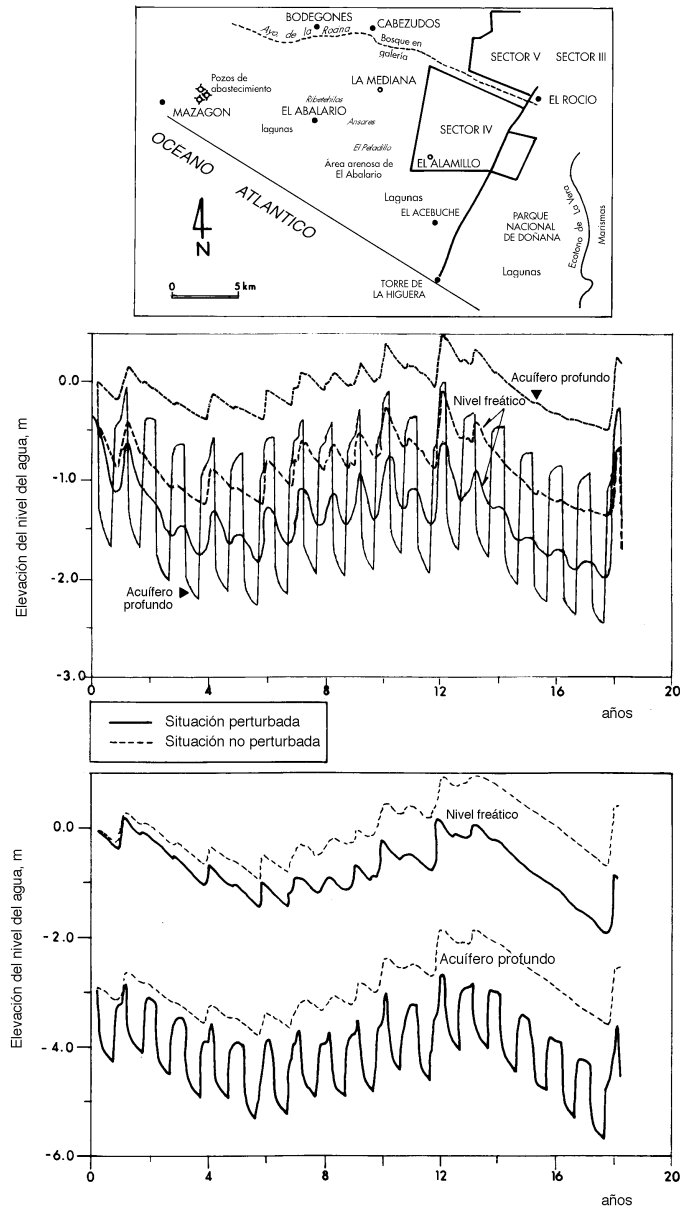 BODEGONES
CABEZUDOS
Ayo. de la Rocina
Bosque en
galería
SECTOR V
SECTOR III
Pozos de
abastecimiento
LA MEDIANA
EL ROCIO
MAZAGON
Ribetehilos
EL ABALARIO
lagunas
Ansares
SECTOR IV
El Peladillo
EL ALAMILLO
Área arenosa de
El Abalario
OCEANO ATLANTICO
Lagunas
EL ACEBUCHE
PARQUE
NACIONAL
DE DOÑANA
Ecotono de La Vera
Marismas
N
Lagunas
0 5 km
TORRE DE
LA HIGUERA
Elevación del nivel del agua, m
0.0
-1.0
-2.0
-3.0
Acuífero profundo
Nivel freático
Acuífero
profundo
0 4 8 12 16 20
años
Situación perturbada
Situación no perturbada
Elevación del nivel del agua, m
0.0
-2.0
-4.0
-6.0
Nivel freático
Acuífero profundo
0 4 8 12 16 20
años